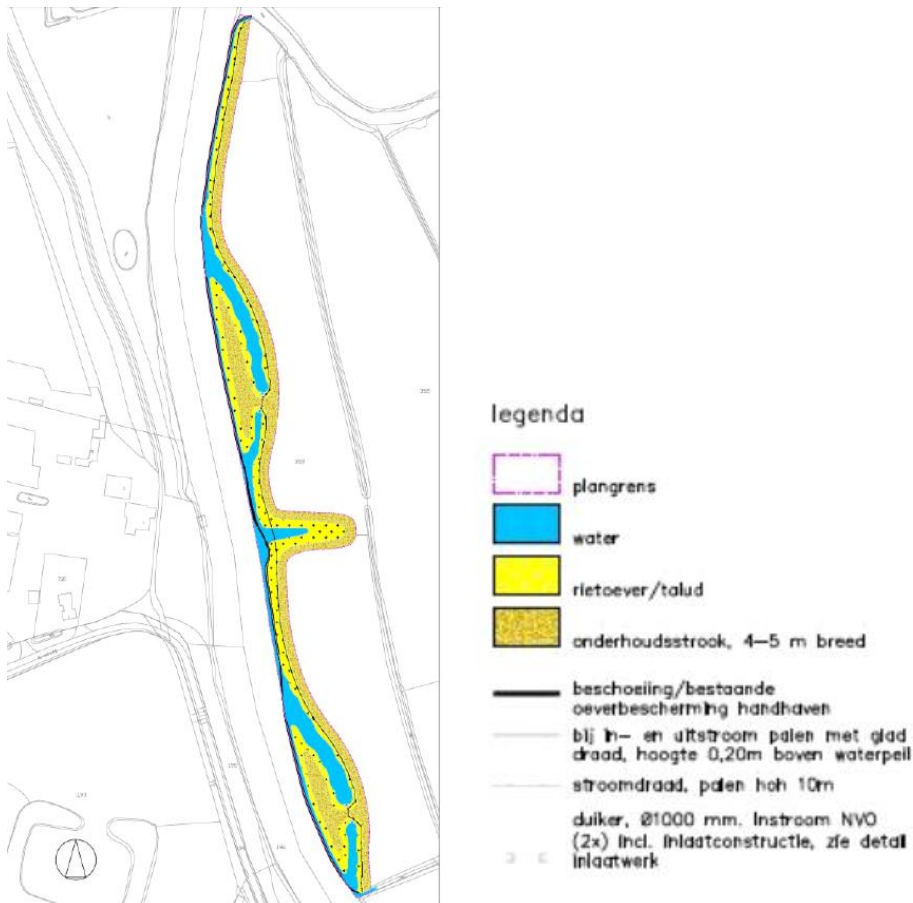 legenda
plangrens
water
rietoever/talud
onderhoudsstrook, 4–5 m breed
beschoeiing/bestaande
oeverbescherming handhaven
bij in– en uitstroom palen met glad
draad, hoogte 0,20m boven waterpeil
stroomdraad, palen hoh 10m
duiker, Ø1000 mm. Instroom NVO
(2x) incl. inlaatconstructie, zie detail
inlaatwerk